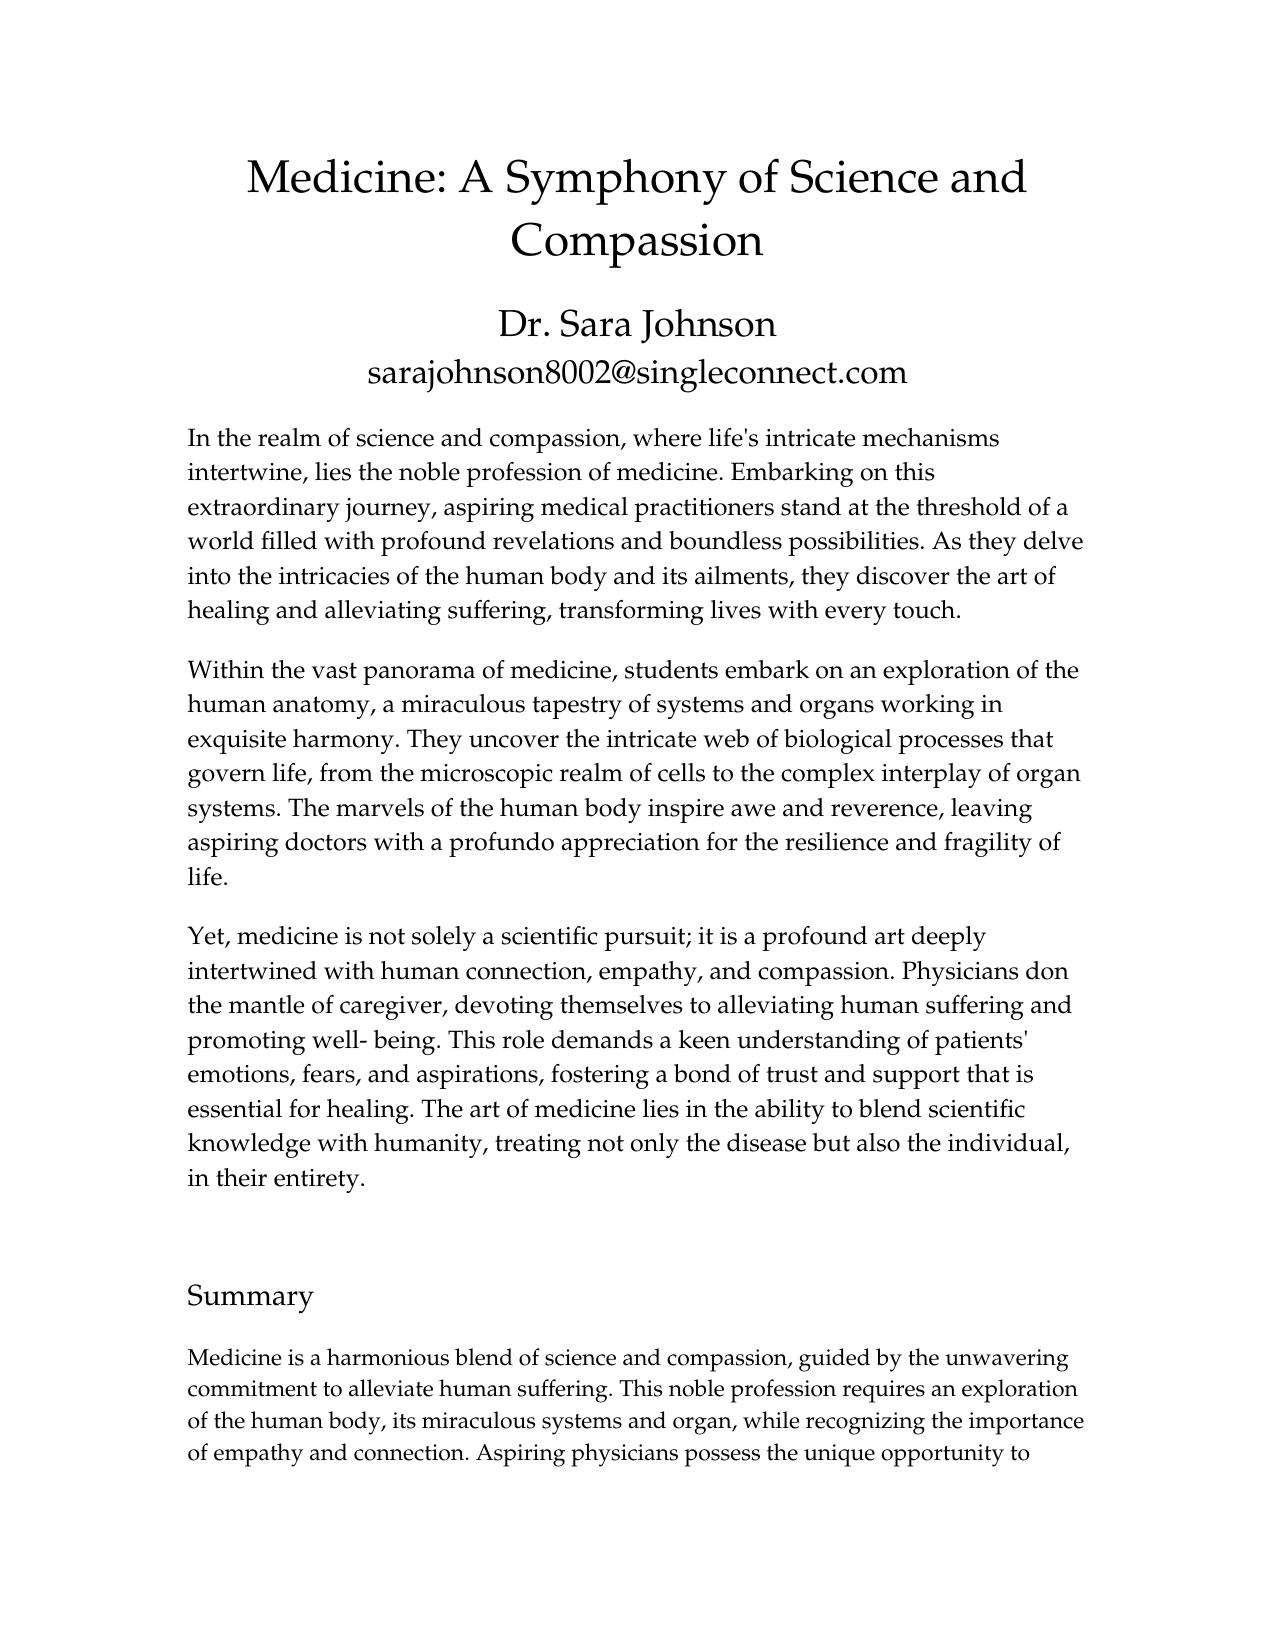 Medicine: A Symphony of Science and
Compassion
Dr. Sara Johnson
sarajohnson8002@singleconnect.com
In the realm of science and compassion, where life's intricate mechanisms
intertwine, lies the noble profession of medicine. Embarking on this
extraordinary journey, aspiring medical practitioners stand at the threshold of a
world filled with profound revelations and boundless possibilities. As they delve
into the intricacies of the human body and its ailments, they discover the art of
healing and alleviating suffering, transforming lives with every touch.
Within the vast panorama of medicine, students embark on an exploration of the
human anatomy, a miraculous tapestry of systems and organs working in
exquisite harmony. They uncover the intricate web of biological processes that
govern life, from the microscopic realm of cells to the complex interplay of organ
systems. The marvels of the human body inspire awe and reverence, leaving
aspiring doctors with a profundo appreciation for the resilience and fragility of
life.
Yet, medicine is not solely a scientific pursuit; it is a profound art deeply
intertwined with human connection, empathy, and compassion. Physicians don
the mantle of caregiver, devoting themselves to alleviating human suffering and
promoting well- being. This role demands a keen understanding of patients'
emotions, fears, and aspirations, fostering a bond of trust and support that is
essential for healing. The art of medicine lies in the ability to blend scientific
knowledge with humanity, treating not only the disease but also the individual,
in their entirety.
Summary
Medicine is a harmonious blend of science and compassion, guided by the unwavering
commitment to alleviate human suffering. This noble profession requires an exploration
of the human body, its miraculous systems and organ, while recognizing the importance
of empathy and connection. Aspiring physicians possess the unique opportunity to